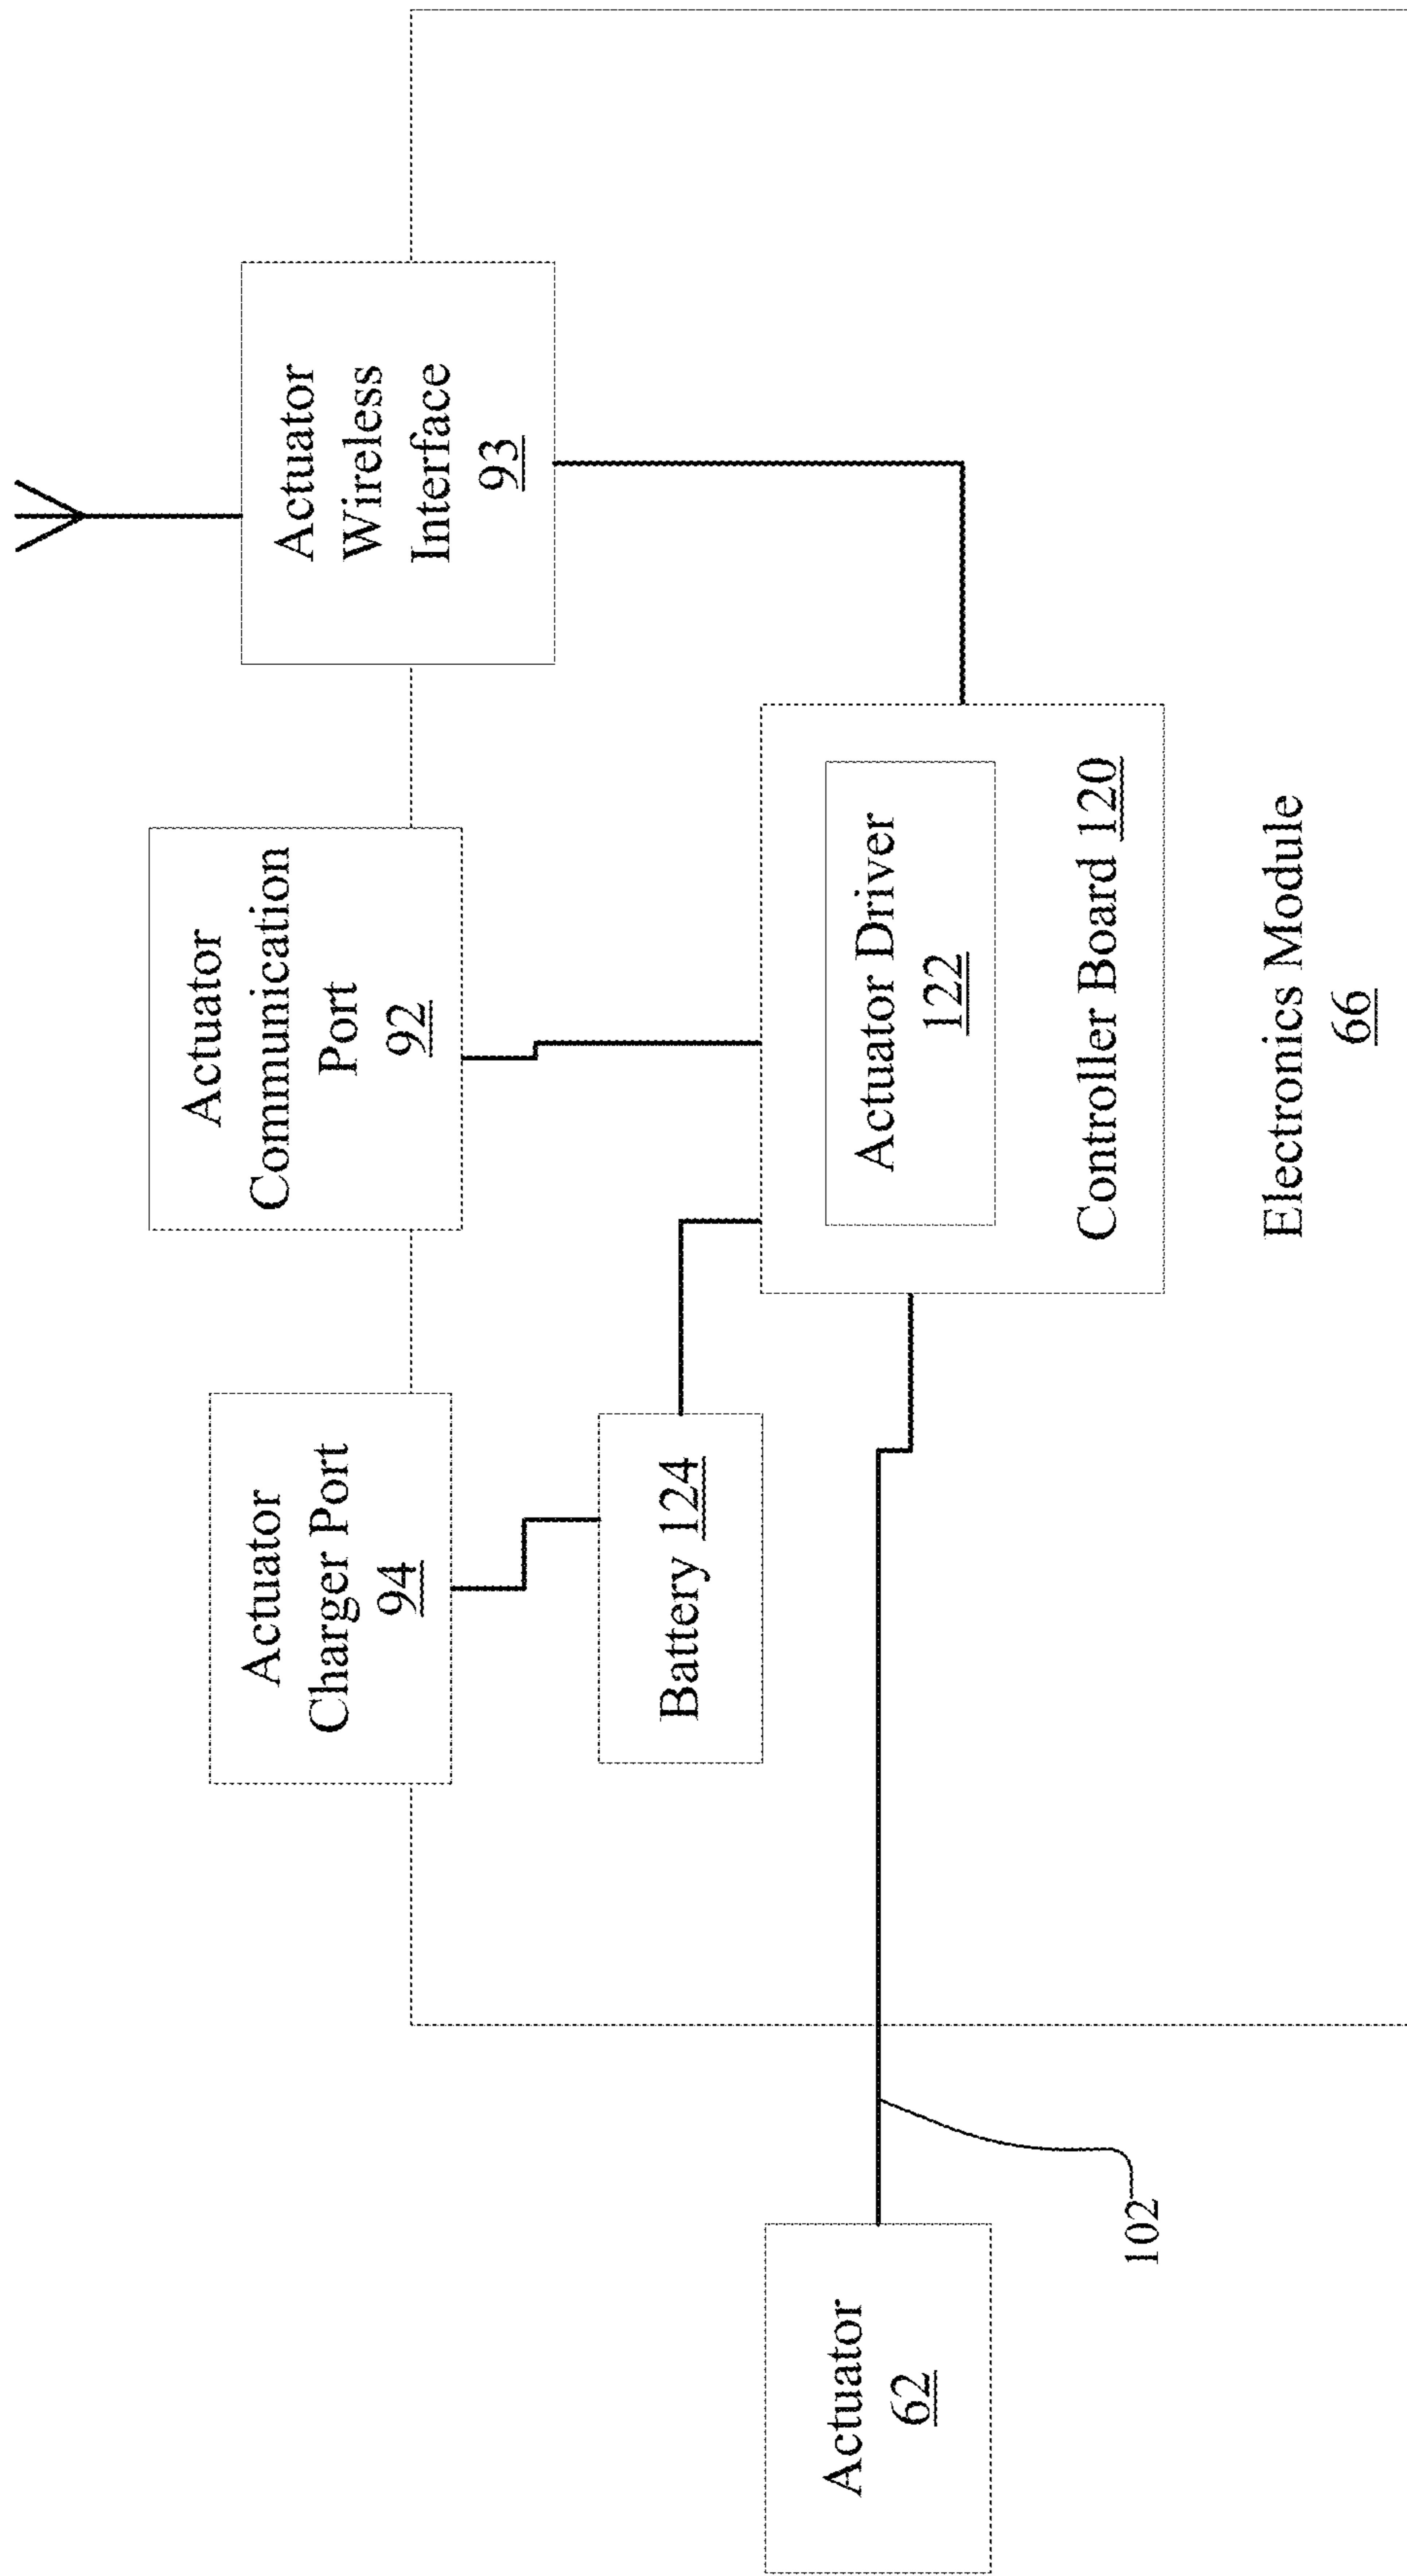 Actuator
Wireless
Interface
93
Actuator
Communication
Port
92
Actuator
Charger Port
94
Battery 124
Actuator Driver
122
Controller Board 120
Electronics Module
66
Actuator
62
102